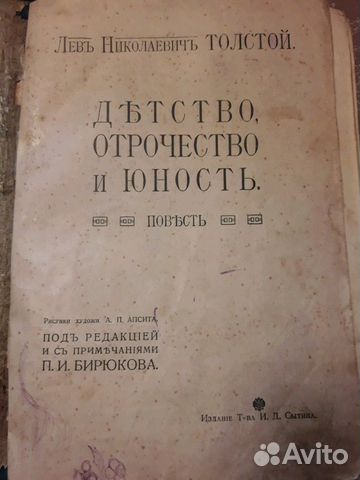 Левъ Николаевичъ ТОЛСТОЙ.
ДѢТСТВО,
ОТРОЧЕСТВО
И ЮНОСТЬ.
ПОВѢСТЬ
Рисунки художн. А. П. АПСИТА.
ПОДЪ РЕДАКЦІЕЙ
И СЪ ПРИМѢЧАНІЯМИ
П. И. БИРЮКОВА.
Изданіе Т-ва И. Д. Сытина.
Avito